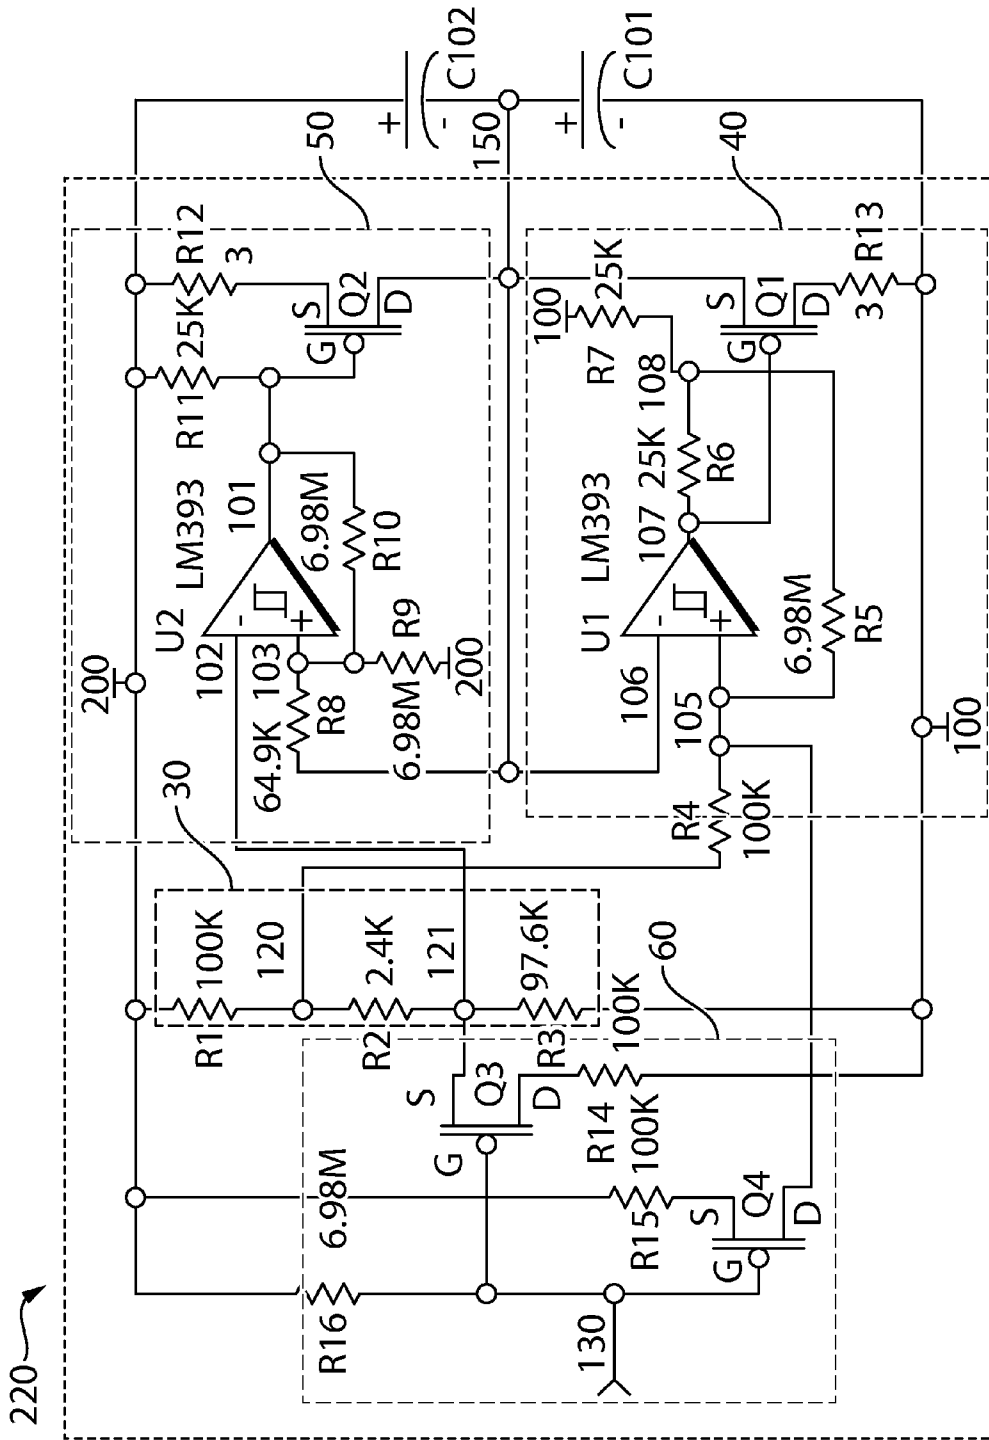 220
200
30
50
40
60
R16
6.98M
R1
100K
120
R2
2.4K
121
R3
97.6K
S
Q3
D
G
R14
100K
R15
100K
S
Q4
D
G
130
U2
LM393
102
-
+
103
101
64.9K
R8
6.98M
R9
200
6.98M
R10
R11
25K
R12
3
S
Q2
D
G
+
-
C102
150
+
-
C101
U1
LM393
106
105
+
-
107
R4
100K
6.98M
R5
25K
R6
108
R7
25K
100
S
Q1
D
G
R13
3
100